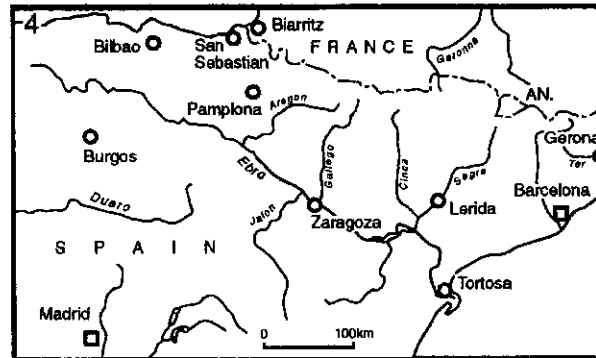 4
Biarritz
Bilbao
San
Sebastian
FRANCE
Garonne
AN.
Pamplona
Aragon
Gerona
Ter
Burgos
Ebro
Gallego
Cinca
Segre
Duero
Jalon
Zaragoza
Lerida
Barcelona
SPAIN
Tortosa
Madrid
0 100km